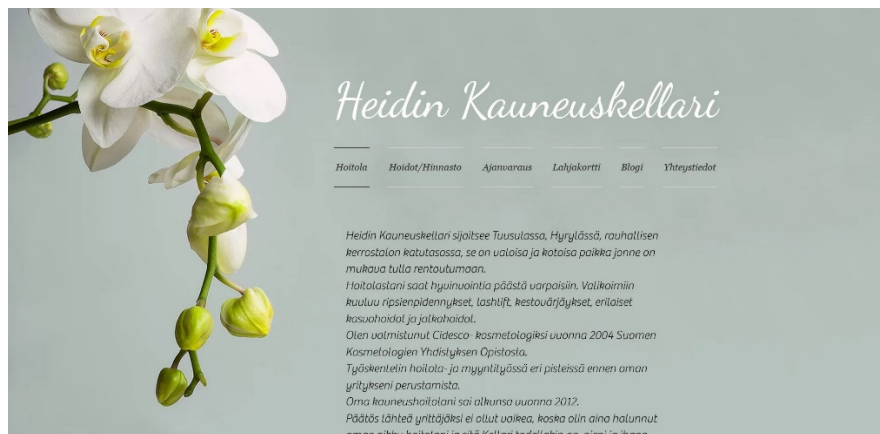 Heidin Kauneuskellari
Hoitola Hoidot/Hinnasto Ajanvaraus Lahjakortti Blogi Yhteystiedot
Heidin Kauneuskellari sijaitsee Tuusulassa, Hyrylässä, rauhallisen
kerrostalon katutasossa, se on valoisa ja kotoisa paikka jonne on
mukava tulla rentoutumaan.
Hoitolastani saat hyvinvointia päästä varpaisiin. Valikoimiin
kuuluu ripsienpidennykset, lashlift, kestovärjäykset, erilaiset
kasvohoidot ja jalkahoidot.
Olen valmistunut Cidesco- kosmetologiksi vuonna 2004 Suomen
Kosmetologien Yhdistyksen Opistosta.
Työskentelin hoitola- ja myyntityössä eri pisteissä ennen oman
yritykseni perustamista.
Oma kauneushoitolani sai alkunsa vuonna 2012.
Päätös lähteä yrittäjäksi ei ollut vaikea, koska olin aina halunnut